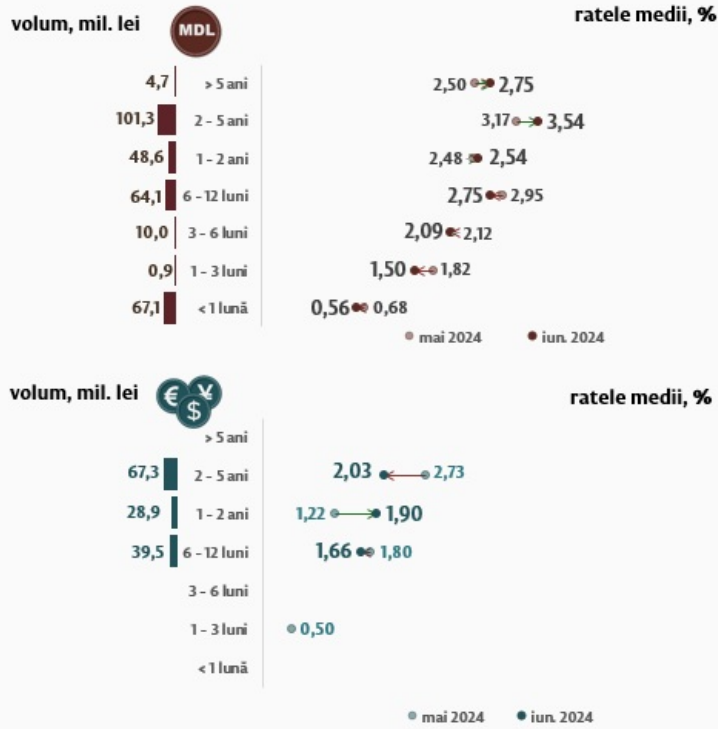 volum, mil. lei MDL ratele medii, %
4,7 > 5 ani 2,50 2,75
101,3 2 – 5 ani 3,17 3,54
48,6 1 – 2 ani 2,48 2,54
64,1 6 – 12 luni 2,75 2,95
10,0 3 – 6 luni 2,09 2,12
0,9 1 – 3 luni 1,50 1,82
67,1 < 1 lună 0,56 0,68
mai 2024 iun. 2024
volum, mil. lei € ¥ $ ratele medii, %
> 5 ani
67,3 2 – 5 ani 2,03 2,73
28,9 1 – 2 ani 1,22 1,90
39,5 6 – 12 luni 1,66 1,80
3 – 6 luni
1 – 3 luni 0,50
< 1 lună
mai 2024 iun. 2024